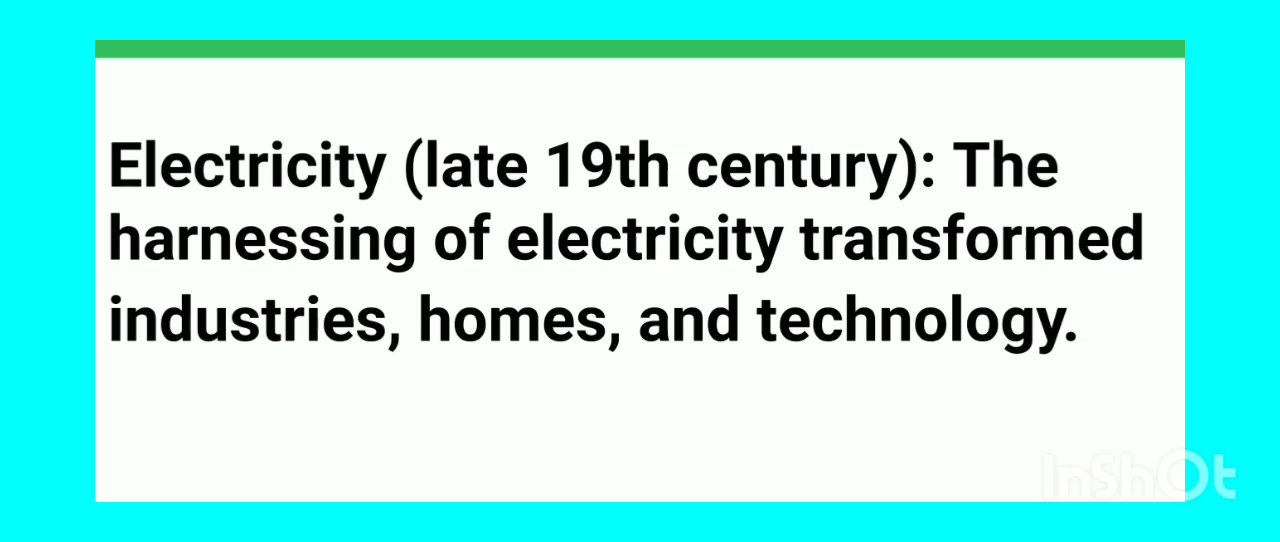 Electricity (late 19th century): The
harnessing of electricity transformed
industries, homes, and technology.
InShOt